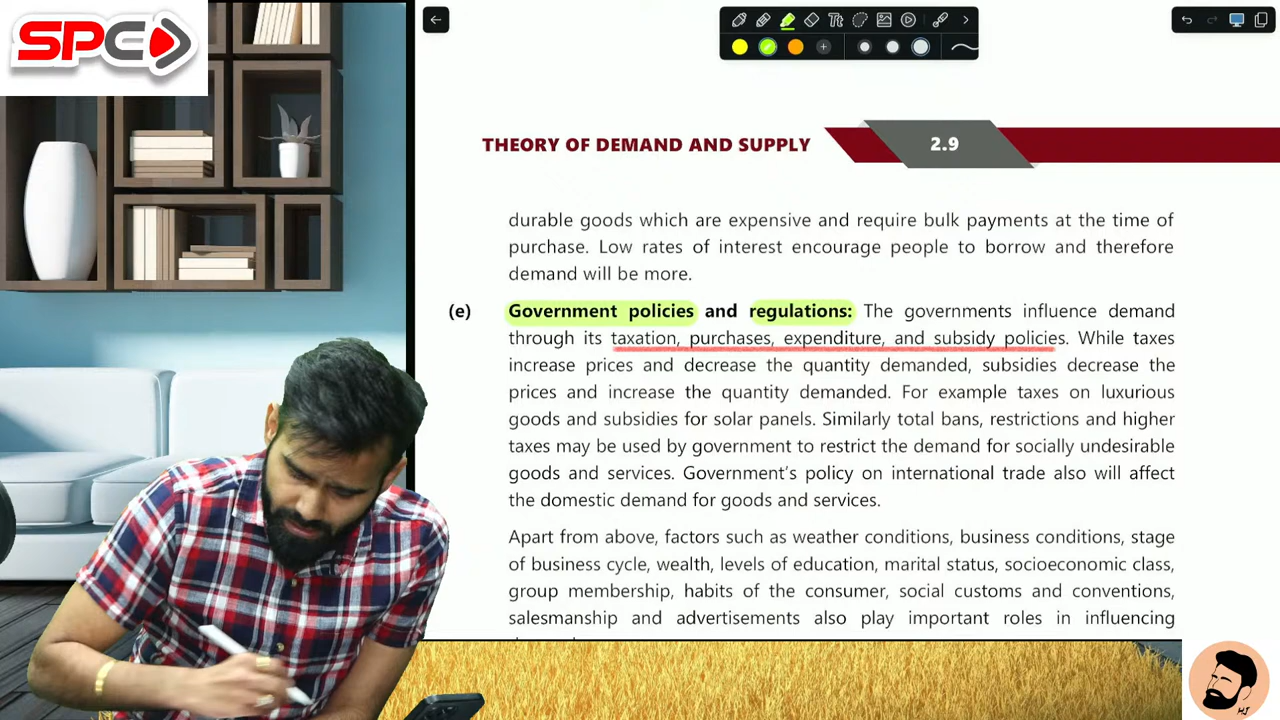 SPC
THEORY OF DEMAND AND SUPPLY
2.9
durable goods which are expensive and require bulk payments at the time of
purchase. Low rates of interest encourage people to borrow and therefore
demand will be more.
(e) Government policies and regulations: The governments influence demand
through its taxation, purchases, expenditure, and subsidy policies. While taxes
increase prices and decrease the quantity demanded, subsidies decrease the
prices and increase the quantity demanded. For example taxes on luxurious
goods and subsidies for solar panels. Similarly total bans, restrictions and higher
taxes may be used by government to restrict the demand for socially undesirable
goods and services. Government's policy on international trade also will affect
the domestic demand for goods and services.
Apart from above, factors such as weather conditions, business conditions, stage
of business cycle, wealth, levels of education, marital status, socioeconomic class,
group membership, habits of the consumer, social customs and conventions,
salesmanship and advertisements also play important roles in influencing
HJ